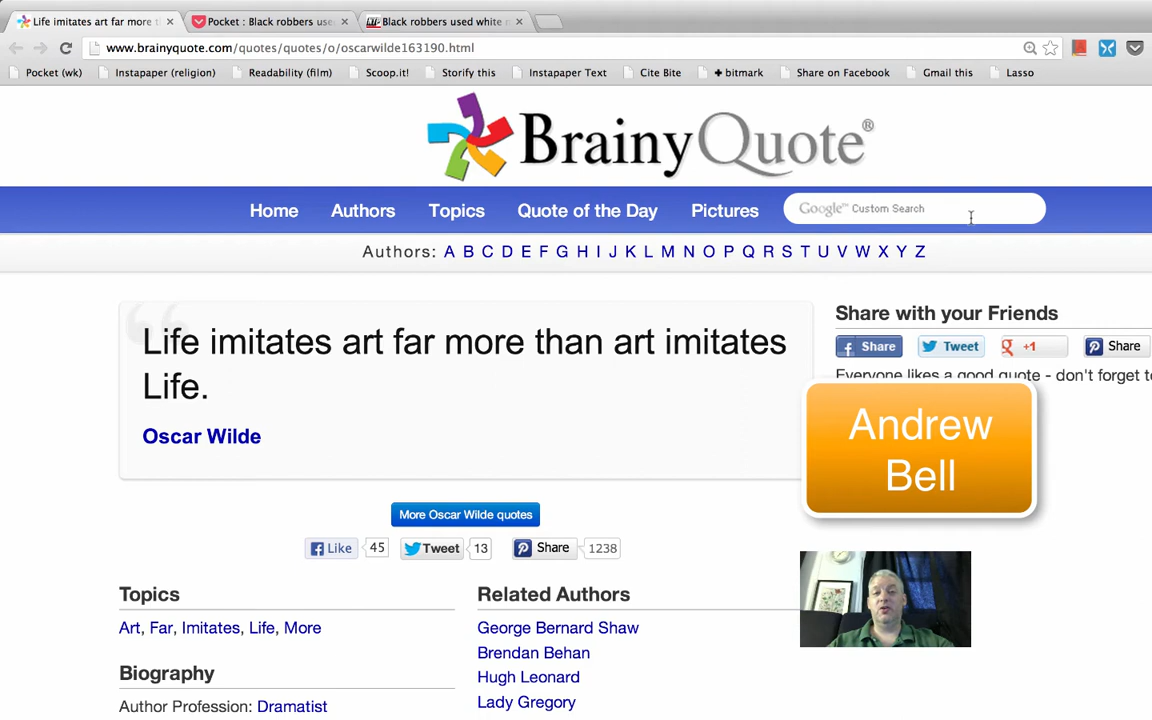 Life imitates art far more t
Pocket : Black robbers use
Black robbers used white
www.brainyquote.com/quotes/quotes/o/oscarwilde163190.html
Pocket (wk) Instapaper (religion) Readability (film) Scoop.it! Storify this Instapaper Text Cite Bite + bitmark Share on Facebook Gmail this Lasso
BrainyQuote®
Home Authors Topics Quote of the Day Pictures Google™ Custom Search
Authors: A B C D E F G H I J K L M N O P Q R S T U V W X Y Z
Life imitates art far more than art imitates
Life.
Oscar Wilde
Share with your Friends
Share Tweet +1 Share
Everyone likes a good quote - don't forget to
Andrew
Bell
More Oscar Wilde quotes
Like 45 Tweet 13 Share 1238
Topics
Art, Far, Imitates, Life, More
Biography
Author Profession: Dramatist
Related Authors
George Bernard Shaw
Brendan Behan
Hugh Leonard
Lady Gregory